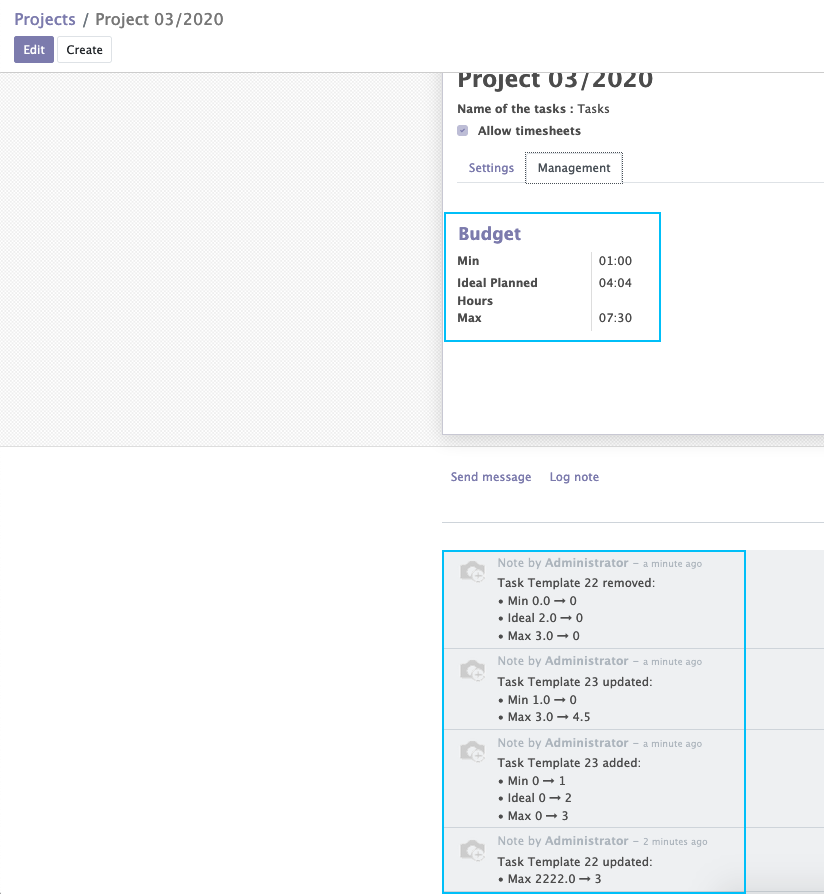 Projects / Project 03/2020
Edit Create
Project 03/2020
Name of the tasks : Tasks
Allow timesheets
Settings Management
Budget
Min 01:00
Ideal Planned 04:04
Hours
Max 07:30
Send message Log note
Note by Administrator – a minute ago
Task Template 22 removed:
• Min 0.0 → 0
• Ideal 2.0 → 0
• Max 3.0 → 0
Note by Administrator – a minute ago
Task Template 23 updated:
• Min 1.0 → 0
• Max 3.0 → 4.5
Note by Administrator – a minute ago
Task Template 23 added:
• Min 0 → 1
• Ideal 0 → 2
• Max 0 → 3
Note by Administrator – 2 minutes ago
Task Template 22 updated:
• Max 2222.0 → 3